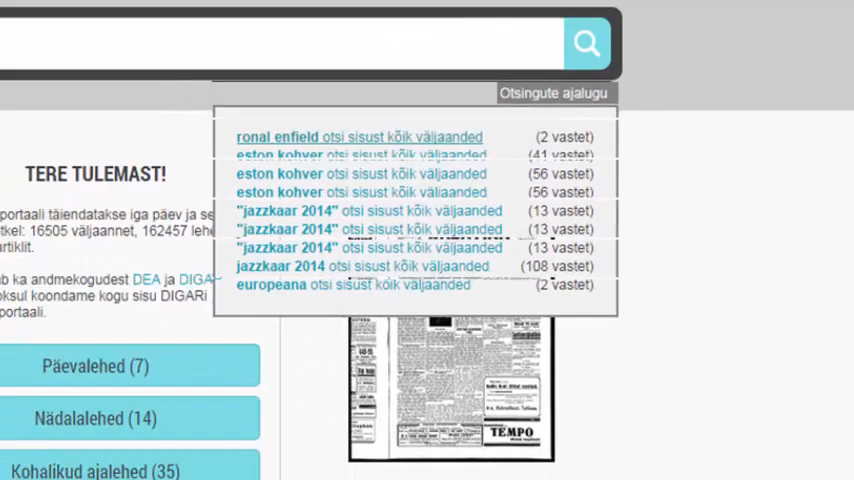 Otsingute ajalugu
ronal enfield otsi sisust kõik väljaanded (2 vastet)
eston kohver otsi sisust kõik väljaanded (41 vastet)
eston kohver otsi sisust kõik väljaanded (56 vastet)
eston kohver otsi sisust kõik väljaanded (56 vastet)
"jazzkaar 2014" otsi sisust kõik väljaanded (13 vastet)
"jazzkaar 2014" otsi sisust kõik väljaanded (13 vastet)
"jazzkaar 2014" otsi sisust kõik väljaanded (13 vastet)
jazzkaar 2014 otsi sisust kõik väljaanded (108 vastet)
europeana otsi sisust kõik väljaanded (2 vastet)
TERE TULEMAST!
portaali täiendatakse iga päev ja se
tkel: 16505 väljaannet, 162457 lehe
artiklit.
b ka andmekogudest DEA ja DIGA
oksul koondame kogu sisu DIGARi
portaali.
Päevalehed (7)
Nädalalehed (14)
Kohalikud ajalehed (35)
TEMPO